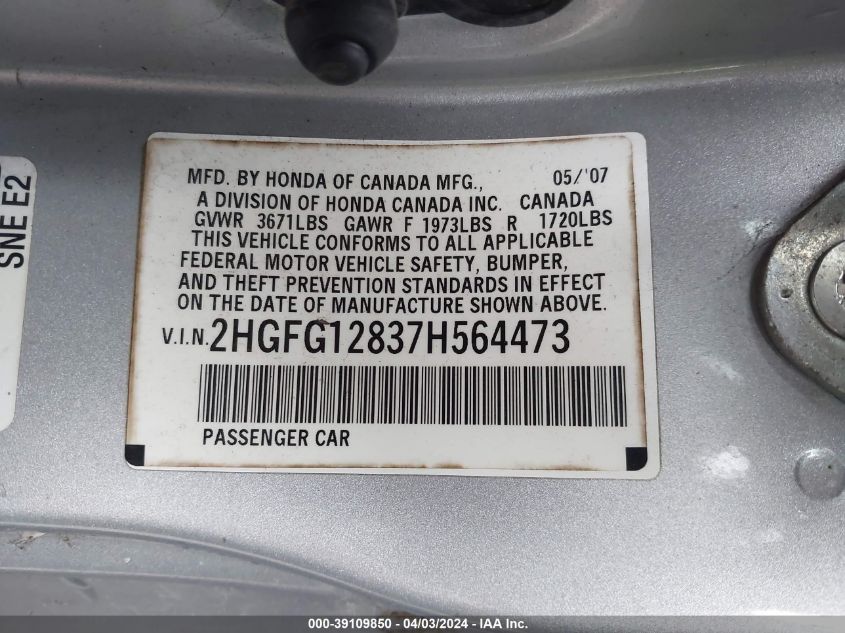 MFD. BY HONDA OF CANADA MFG., 05/'07
A DIVISION OF HONDA CANADA INC. CANADA
GVWR 3671LBS GAWR F 1973LBS R 1720LBS
THIS VEHICLE CONFORMS TO ALL APPLICABLE
FEDERAL MOTOR VEHICLE SAFETY, BUMPER,
AND THEFT PREVENTION STANDARDS IN EFFECT
ON THE DATE OF MANUFACTURE SHOWN ABOVE.
V.I.N. 2HGFG12837H564473
PASSENGER CAR
SNE E2
000-39109850 - 04/03/2024 - IAA Inc.